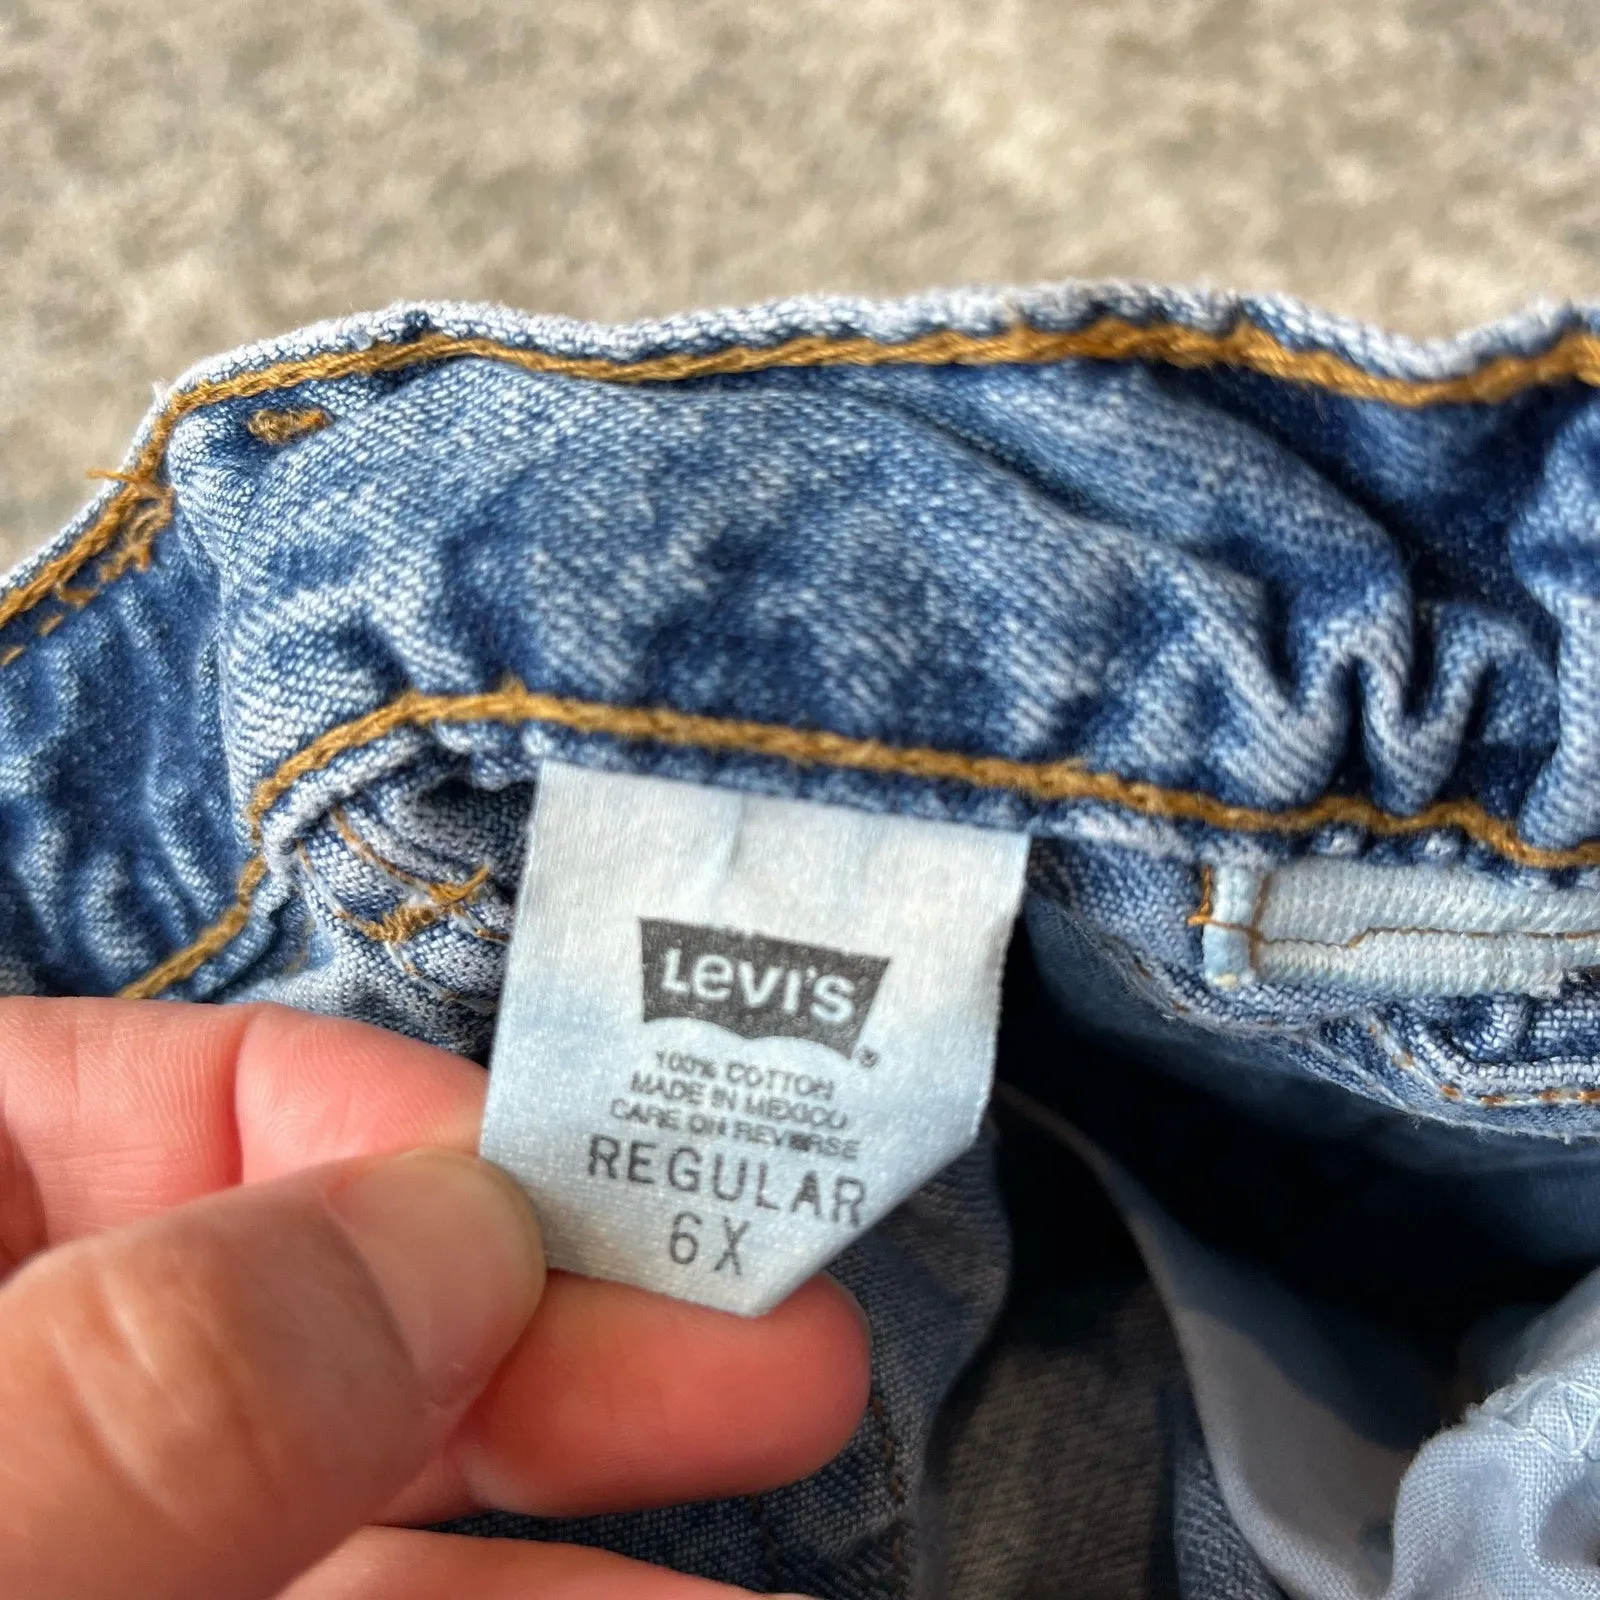 LEVI'S
®
100% COTTON
MADE IN MEXICO
CARE ON REVERSE
REGULAR
6X